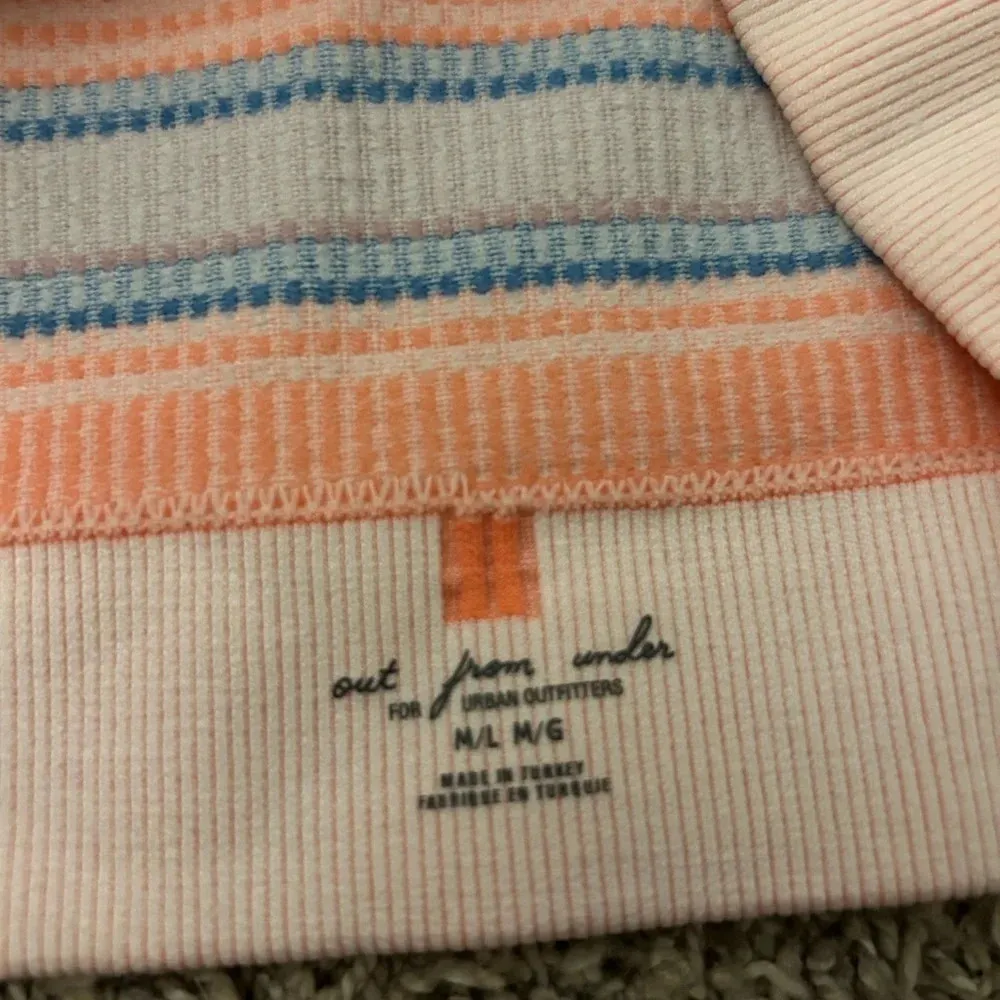 out from under
FOR URBAN OUTFITTERS
M/L M/G
MADE IN TURKEY
FABRIQUE EN TURQUIE